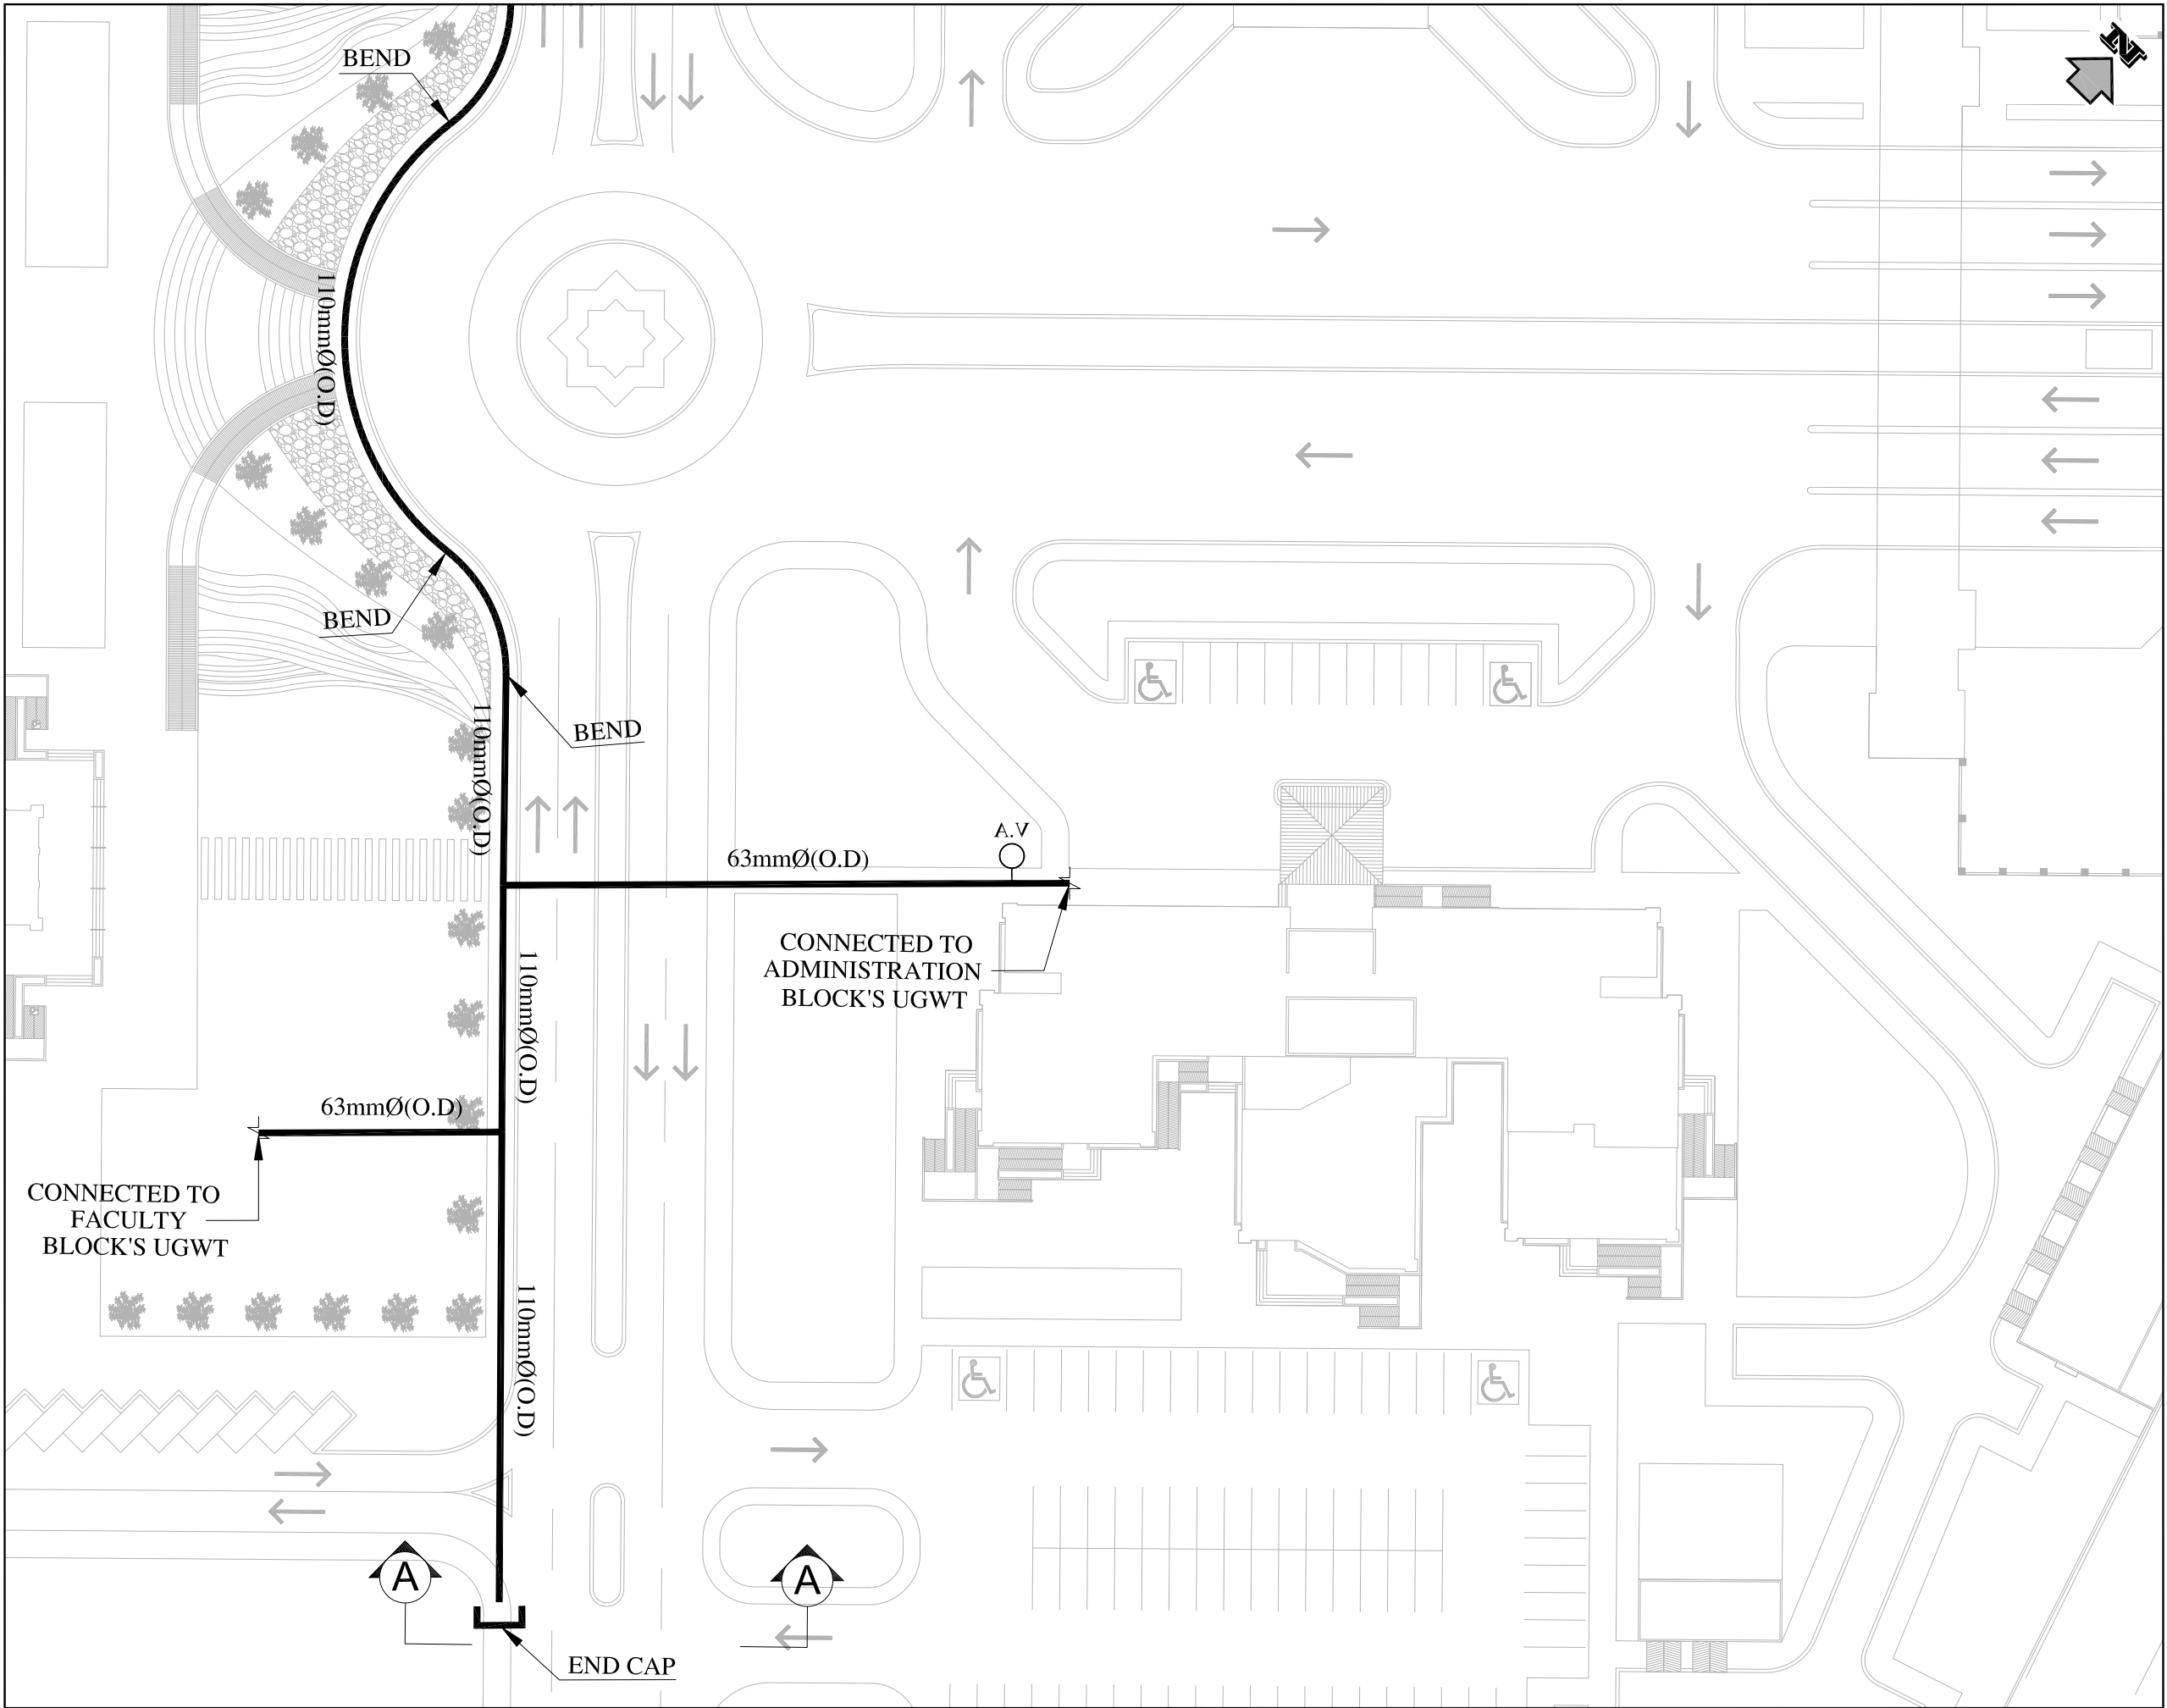 N
BEND
110mmØ(O.D)
BEND
BEND
110mmØ(O.D)
A.V
63mmØ(O.D)
CONNECTED TO
ADMINISTRATION
BLOCK'S UGWT
110mmØ(O.D)
63mmØ(O.D)
CONNECTED TO
FACULTY
BLOCK'S UGWT
110mmØ(O.D)
A
A
END CAP